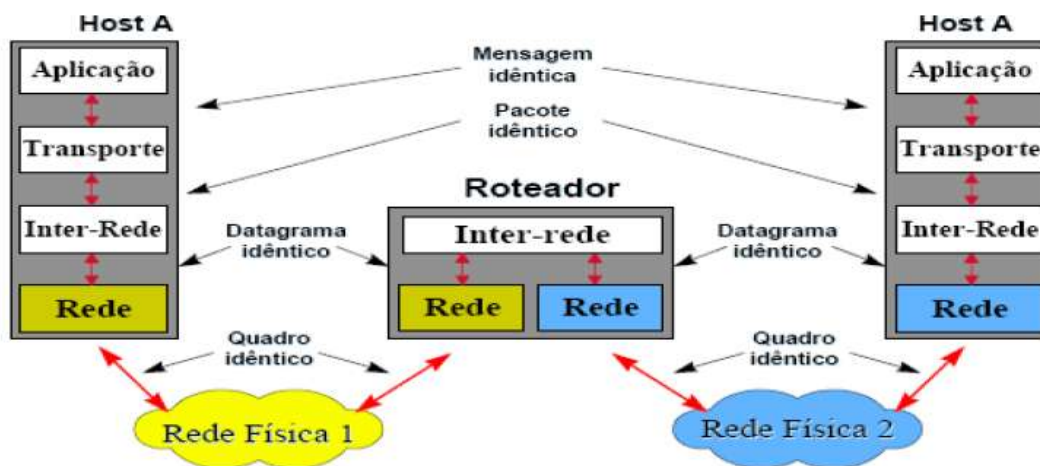 Host A
Host A
Aplicação
Mensagem
idêntica
Aplicação
Pacote
idêntico
Transporte
Transporte
Roteador
Inter-Rede
Datagrama
idêntico
Inter-rede
Datagrama
idêntico
Inter-Rede
Rede
Rede
Rede
Rede
Quadro
idêntico
Quadro
idêntico
Rede Física 1
Rede Física 2